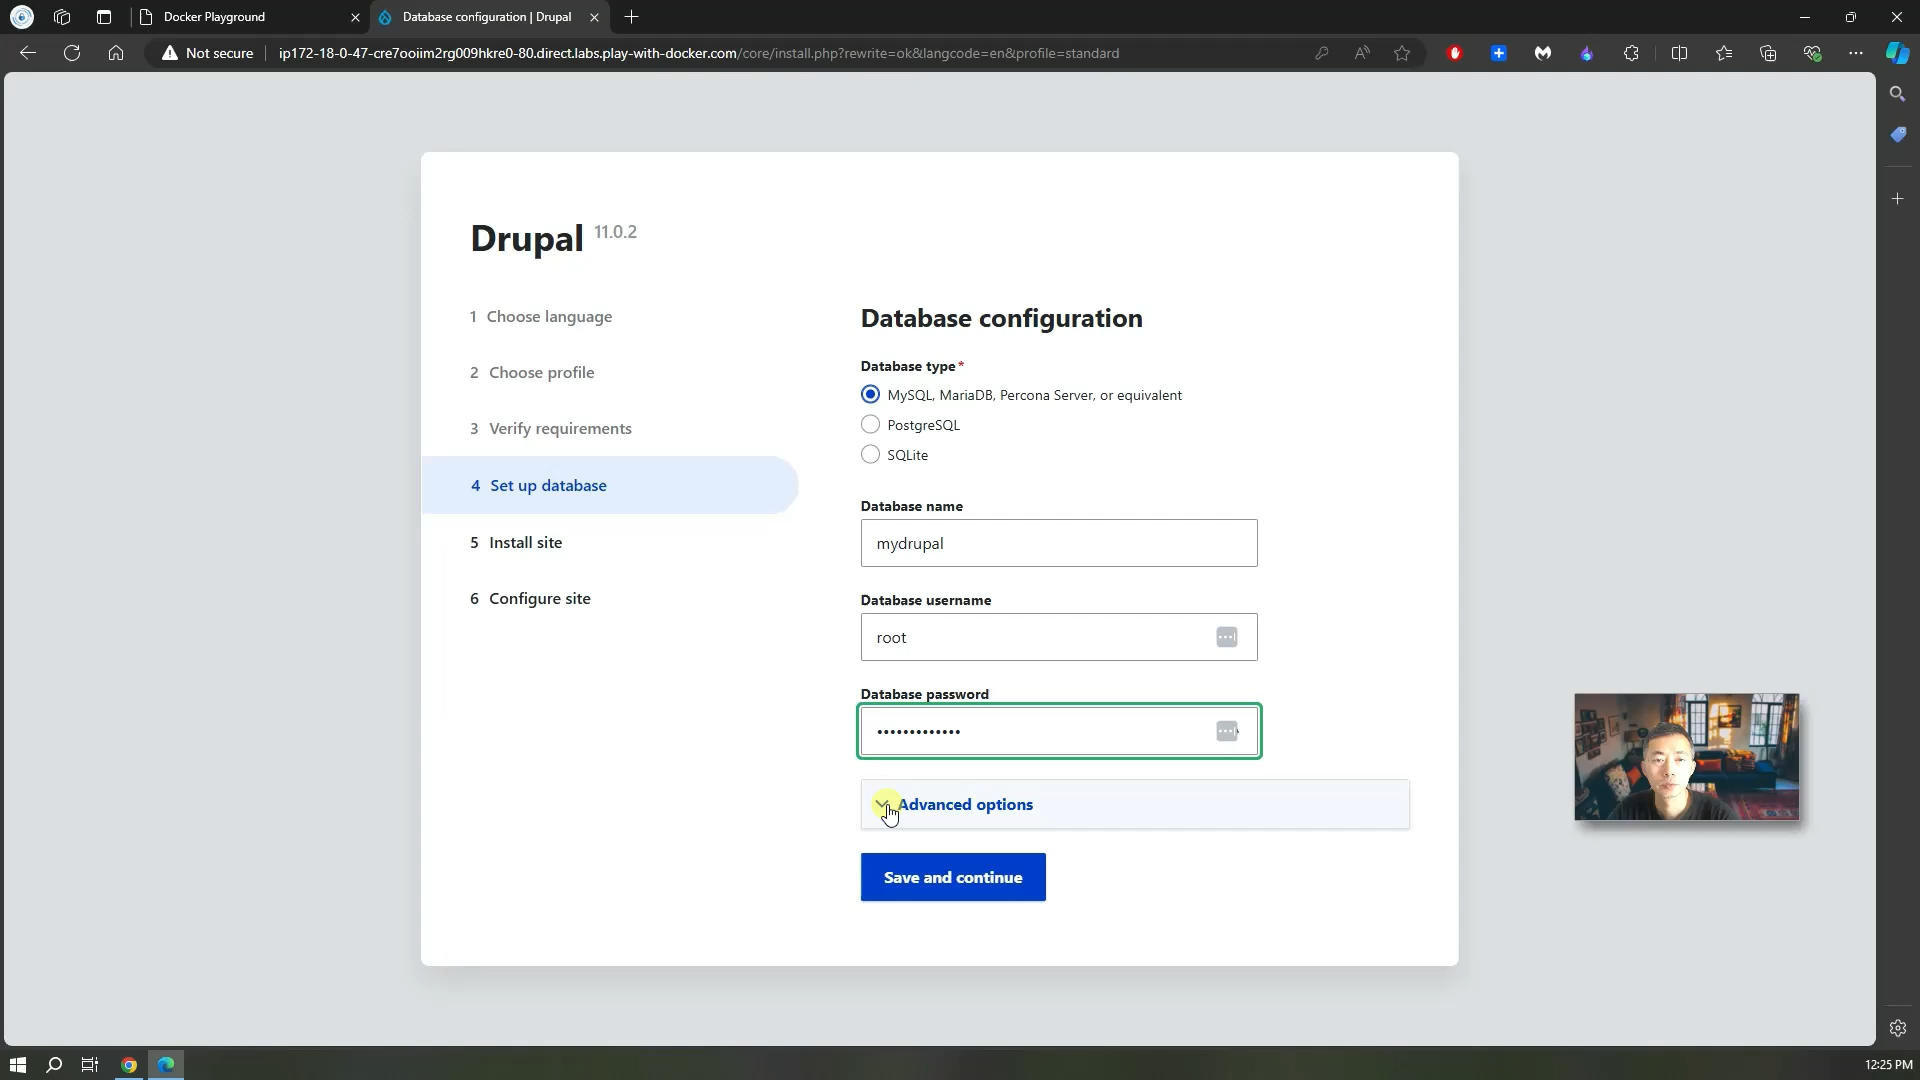 Docker Playground
Database configuration | Drupal
Not secure
ip172-18-0-47-cre7ooiim2rg009hkre0-80.direct.labs.play-with-docker.com/core/install.php?rewrite=ok&langcode=en&profile=standard
Drupal 11.0.2
1 Choose language
2 Choose profile
3 Verify requirements
4 Set up database
5 Install site
6 Configure site
Database configuration
Database type*
MySQL, MariaDB, Percona Server, or equivalent
PostgreSQL
SQLite
Database name
mydrupal
Database username
root
Database password
•••••••••••••
Advanced options
Save and continue
12:25 PM